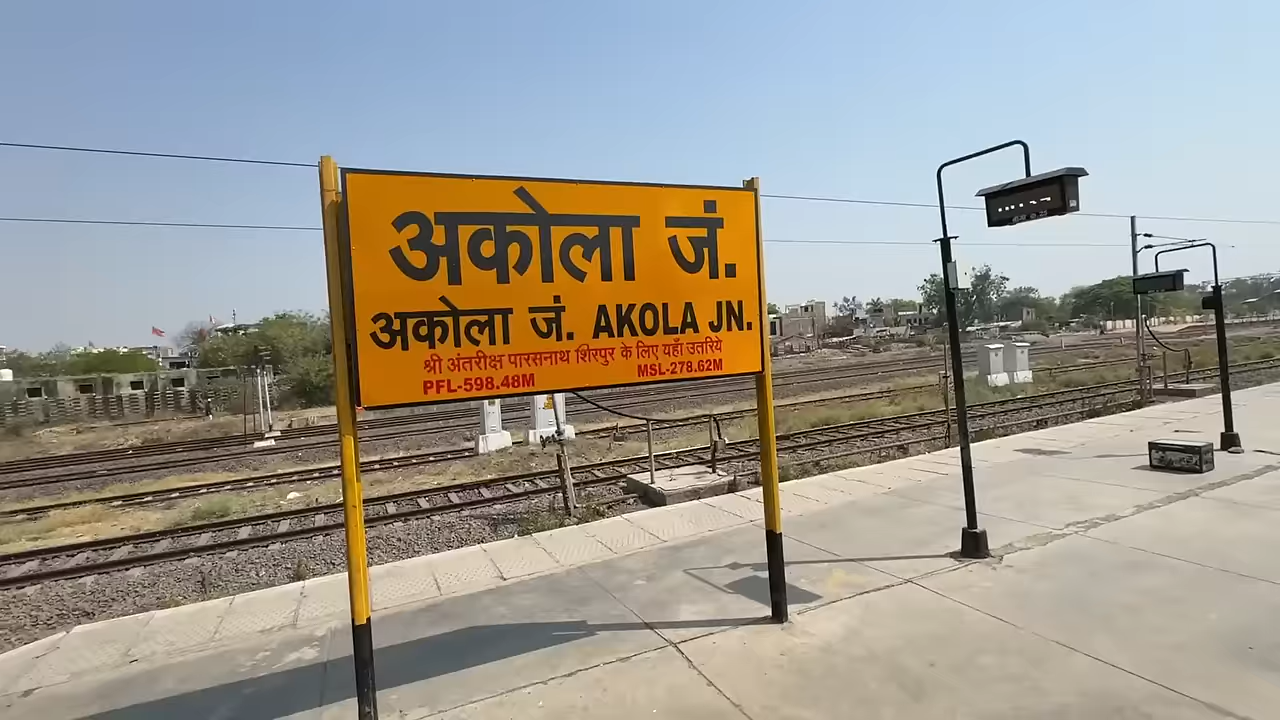 अकोला जं.
अकोला जं. AKOLA JN.
श्री अंतरीक्ष पारसनाथ शिरपुर के लिए यहाँ उतरिये
PFL-598.48M MSL-278.62M